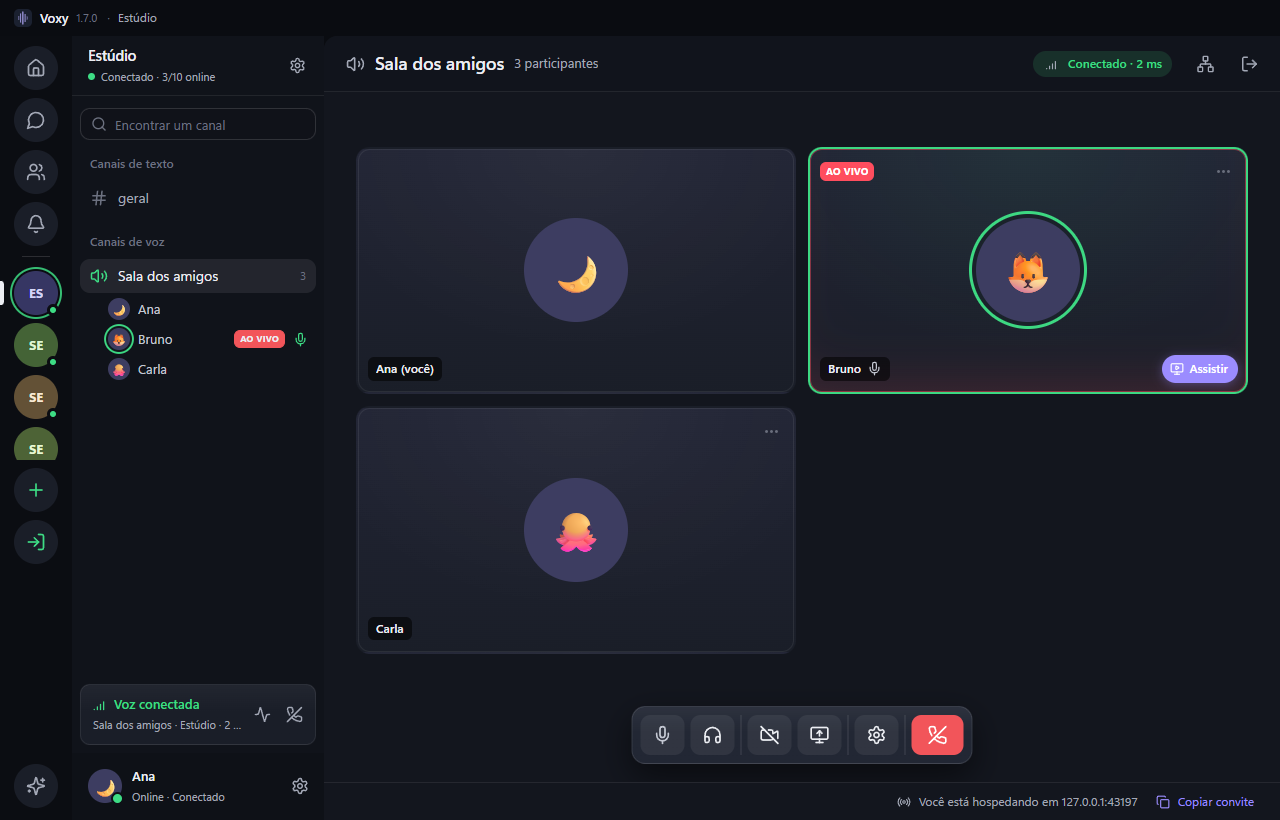 Voxy 1.7.0 · Estúdio
Estúdio
Conectado · 3/10 online
Encontrar um canal
Canais de texto
geral
Canais de voz
Sala dos amigos 3
Ana
Bruno AO VIVO
Carla
ES
SE
SE
SE
Voz conectada
Sala dos amigos · Estúdio · 2 ...
Ana
Online · Conectado
Sala dos amigos 3 participantes
Conectado · 2 ms
Ana (você)
AO VIVO
Bruno
Assistir
Carla
Você está hospedando em 127.0.0.1:43197
Copiar convite